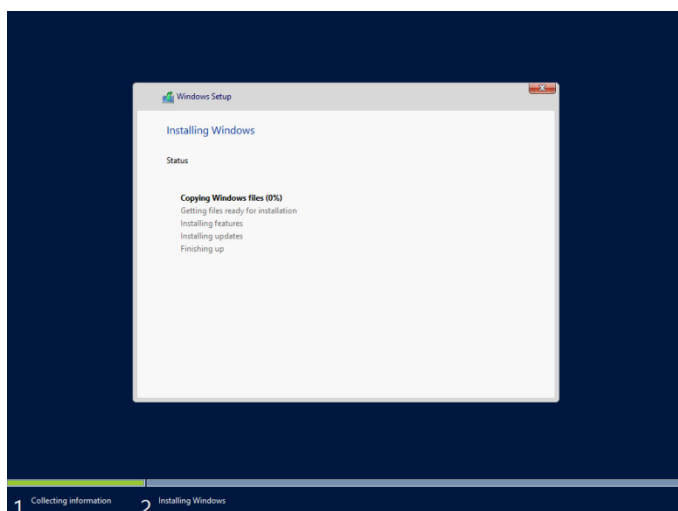 Windows Setup
Installing Windows
Status
Copying Windows files (0%)
Getting files ready for installation
Installing features
Installing updates
Finishing up
1 Collecting information
2 Installing Windows